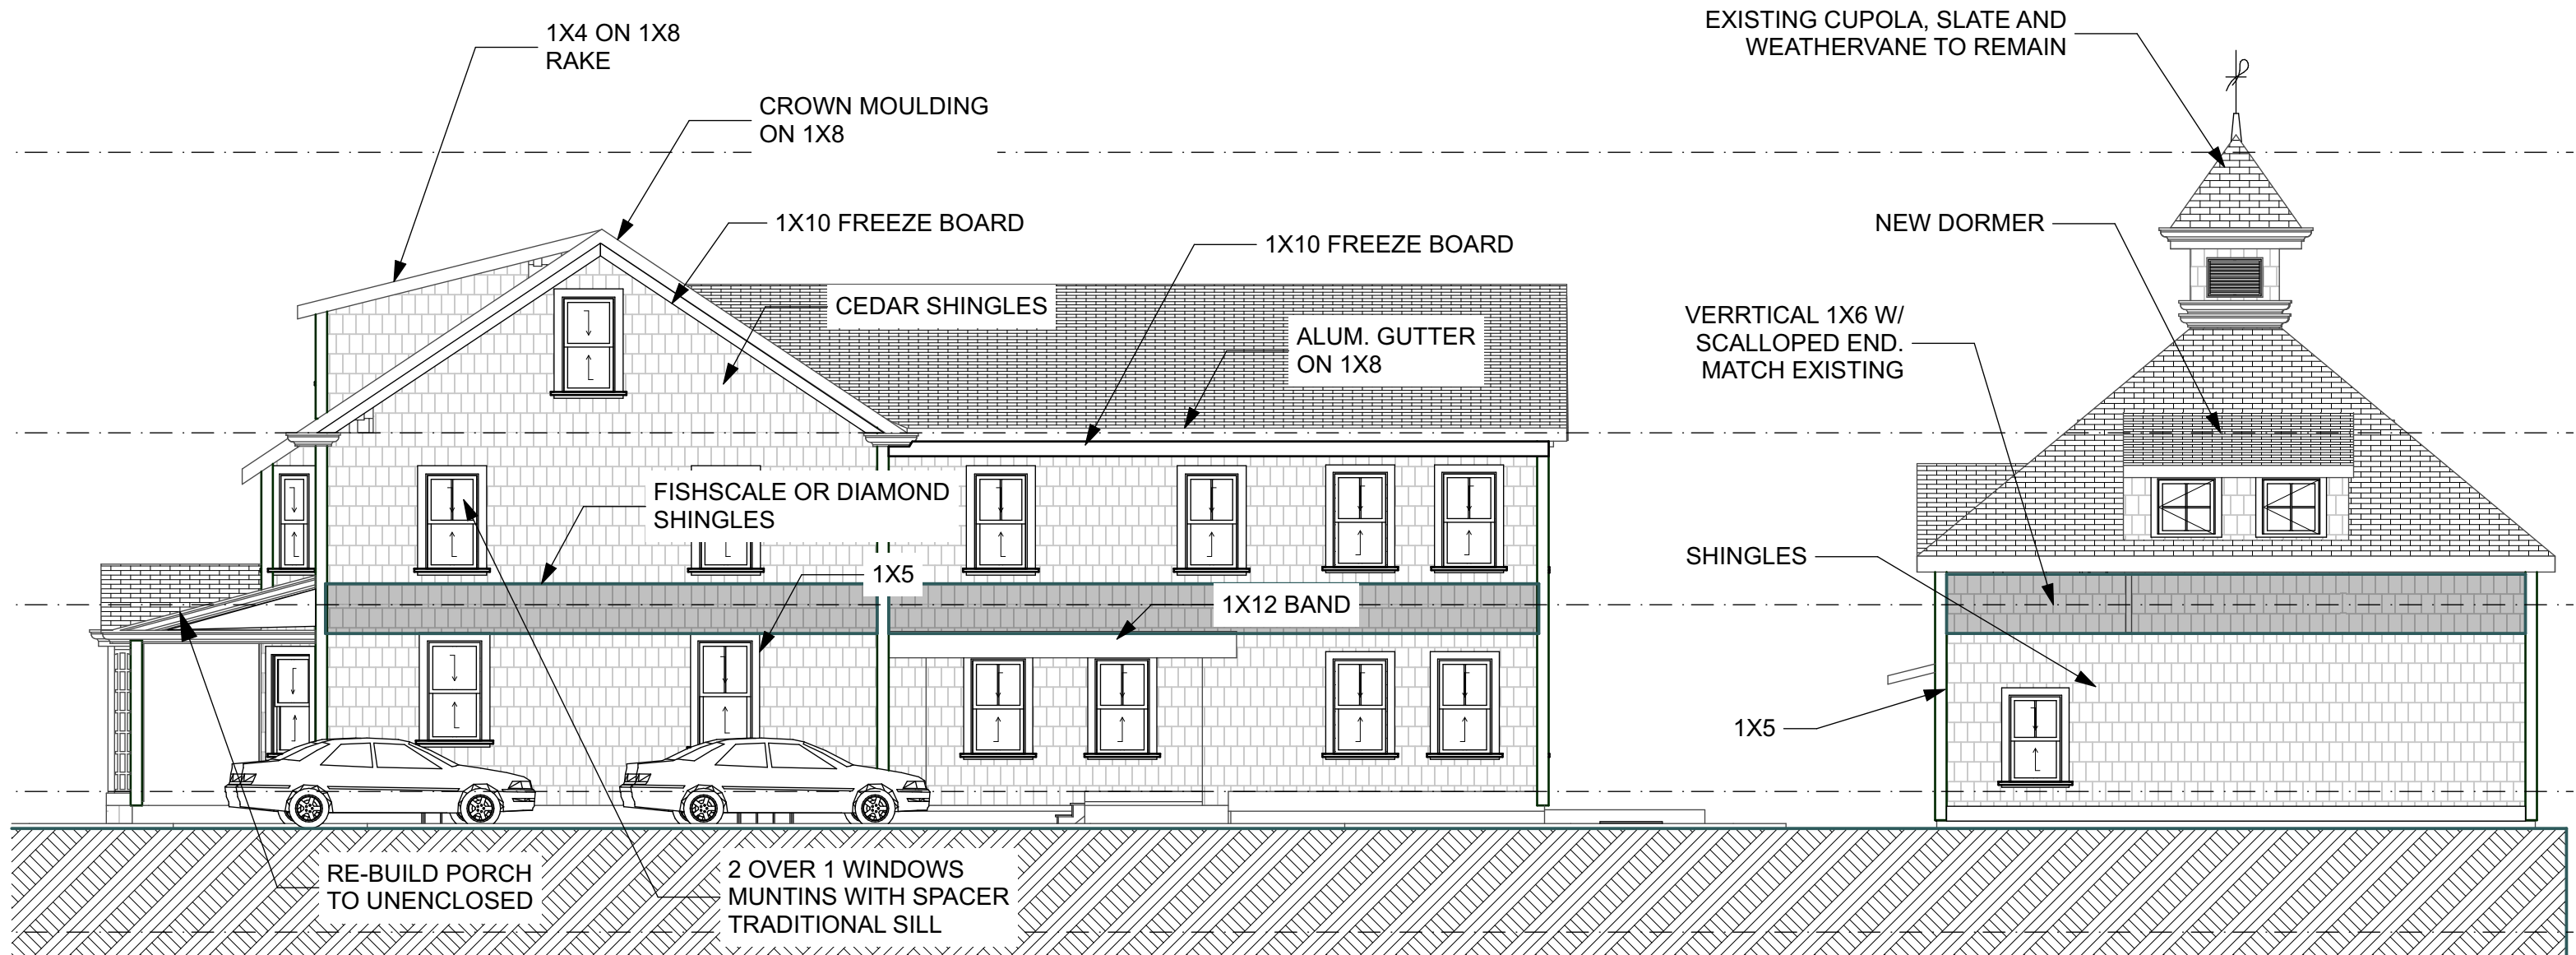 1X4 ON 1X8
RAKE
CROWN MOULDING
ON 1X8
1X10 FREEZE BOARD
1X10 FREEZE BOARD
CEDAR SHINGLES
ALUM. GUTTER
ON 1X8
FISHSCALE OR DIAMOND
SHINGLES
1X5
1X12 BAND
RE-BUILD PORCH
TO UNENCLOSED
2 OVER 1 WINDOWS
MUNTINS WITH SPACER
TRADITIONAL SILL
EXISTING CUPOLA, SLATE AND
WEATHERVANE TO REMAIN
NEW DORMER
VERRTICAL 1X6 W/
SCALLOPED END.
MATCH EXISTING
SHINGLES
1X5